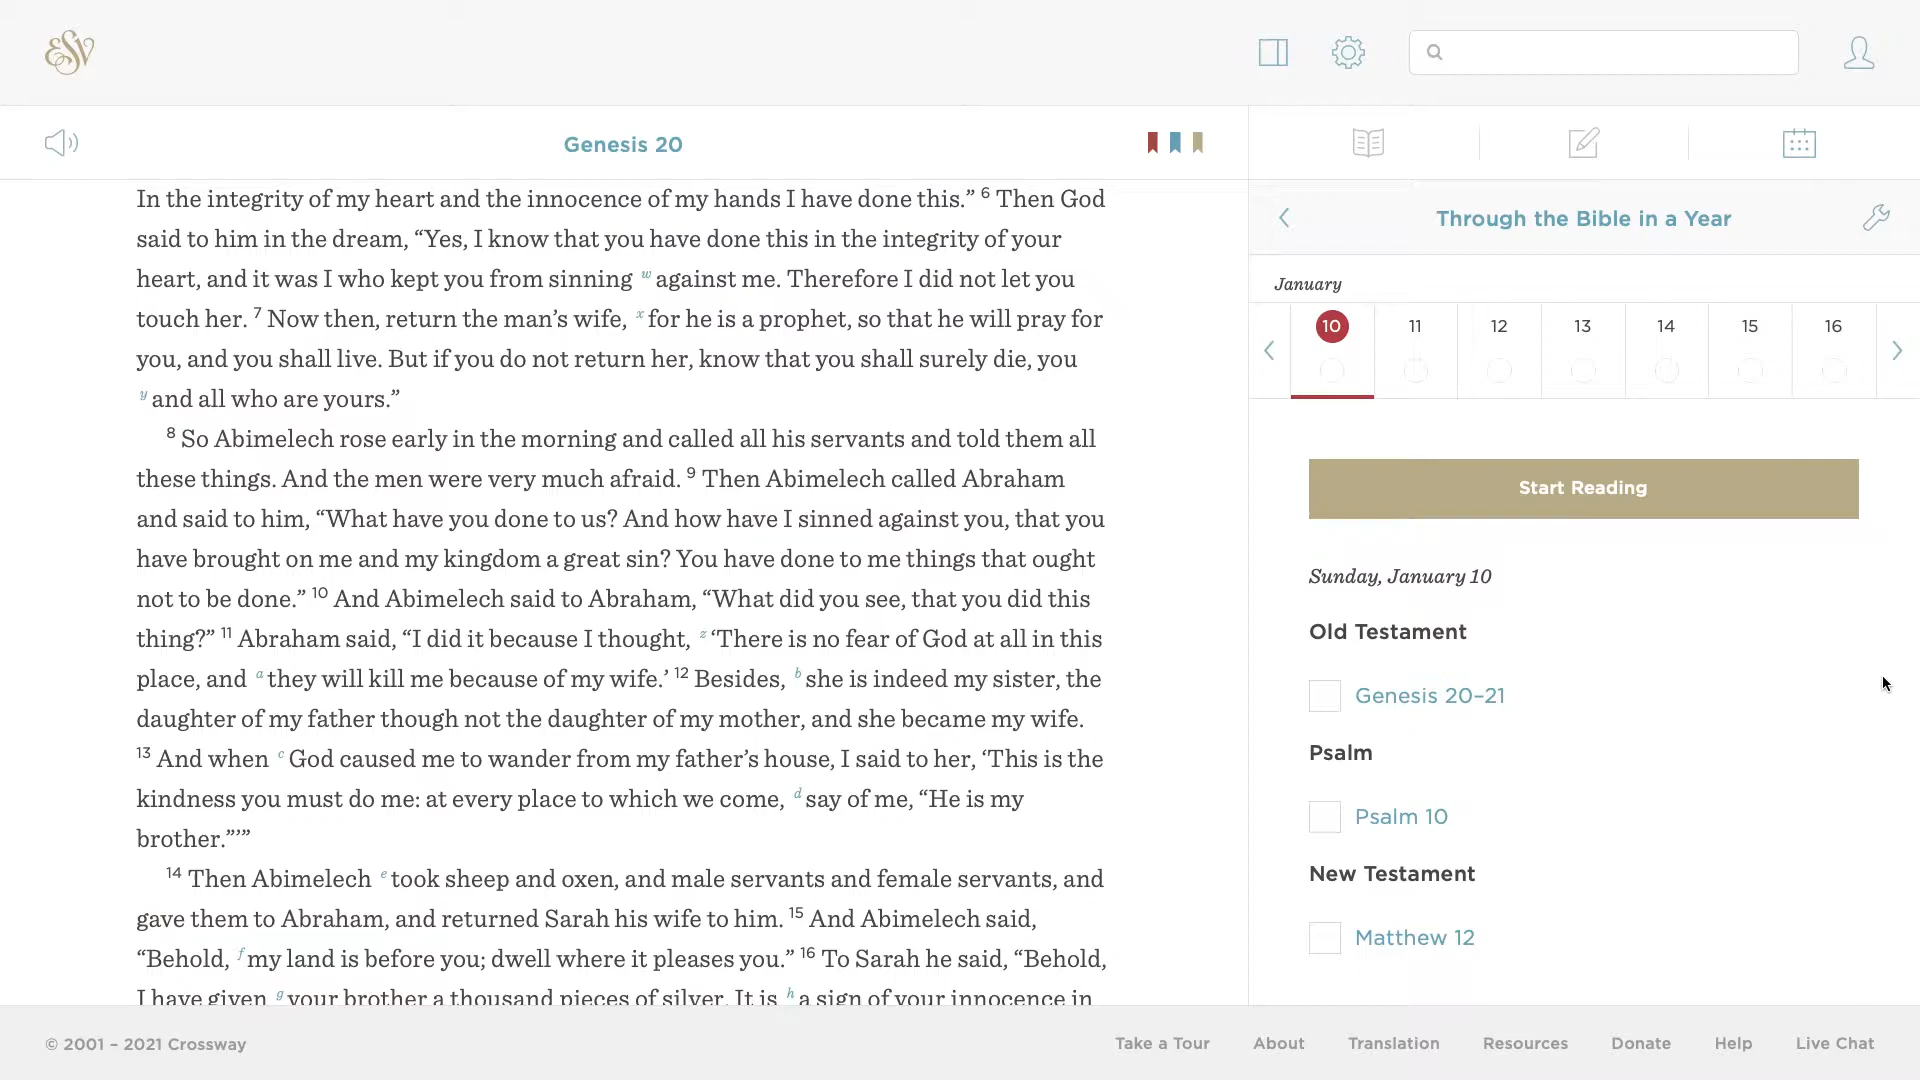 ESV
Genesis 20
In the integrity of my heart and the innocence of my hands I have done this.” 6 Then God
said to him in the dream, “Yes, I know that you have done this in the integrity of your
heart, and it was I who kept you from sinning w against me. Therefore I did not let you
touch her. 7 Now then, return the man’s wife, x for he is a prophet, so that he will pray for
you, and you shall live. But if you do not return her, know that you shall surely die, you
y and all who are yours.”
8 So Abimelech rose early in the morning and called all his servants and told them all
these things. And the men were very much afraid. 9 Then Abimelech called Abraham
and said to him, “What have you done to us? And how have I sinned against you, that you
have brought on me and my kingdom a great sin? You have done to me things that ought
not to be done.” 10 And Abimelech said to Abraham, “What did you see, that you did this
thing?” 11 Abraham said, “I did it because I thought, z ‘There is no fear of God at all in this
place, and a they will kill me because of my wife.’ 12 Besides, b she is indeed my sister, the
daughter of my father though not the daughter of my mother, and she became my wife.
13 And when c God caused me to wander from my father’s house, I said to her, ‘This is the
kindness you must do me: at every place to which we come, d say of me, “He is my
brother.”’”
14 Then Abimelech e took sheep and oxen, and male servants and female servants, and
gave them to Abraham, and returned Sarah his wife to him. 15 And Abimelech said,
“Behold, f my land is before you; dwell where it pleases you.” 16 To Sarah he said, “Behold,
I have given g your brother a thousand pieces of silver. It is h a sign of your innocence in
Through the Bible in a Year
January
10 11 12 13 14 15 16
Start Reading
Sunday, January 10
Old Testament
Genesis 20–21
Psalm
Psalm 10
New Testament
Matthew 12
© 2001 – 2021 Crossway
Take a Tour About Translation Resources Donate Help Live Chat